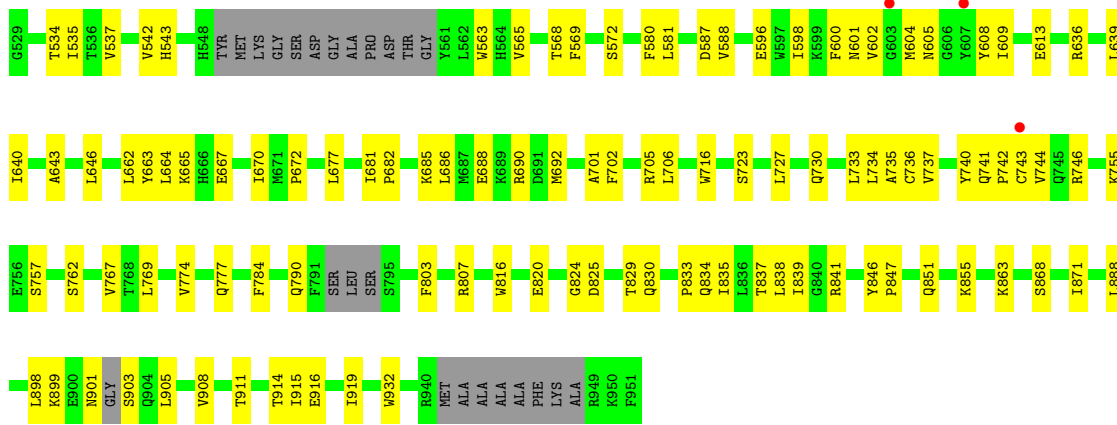 G529 T534 I535 T536 V537 V542 H543 H548 TYR MET LYS GLY SER ASP GLY ALA PRO ASP THR GLY Y561 L562 W563 H564 V565 T568 F569 S572 F580 L581 D587 V588 E596 W597 I598 K599 F600 N601 V602 G603 M604 N605 G606 Y607 Y608 I609 E613 R636 L639
I640 A643 L646 L662 Y663 L664 K665 H666 E667 I670 M671 P672 L677 I681 P682 K685 L686 M687 E688 K689 R690 D691 M692 A701 F702 R705 L706 W716 S723 L727 Q730 L733 L734 A735 C736 V737 Y740 Q741 P742 C743 V744 Q745 R746 K755
E756 S757 S762 V767 T768 L769 V774 Q777 F784 Q790 F791 SER LEU SER S795 F803 R807 W816 E820 G824 D825 T829 Q830 P833 Q834 I835 L836 T837 L838 I839 G840 R841 Y846 P847 Q851 K855 K863 S868 I871 L888
L898 K899 E900 N901 GLY S903 Q904 L905 V908 T911 T914 I915 E916 I919 W932 R940 MET ALA ALA ALA ALA PHE LYS ALA R949 K950 F951